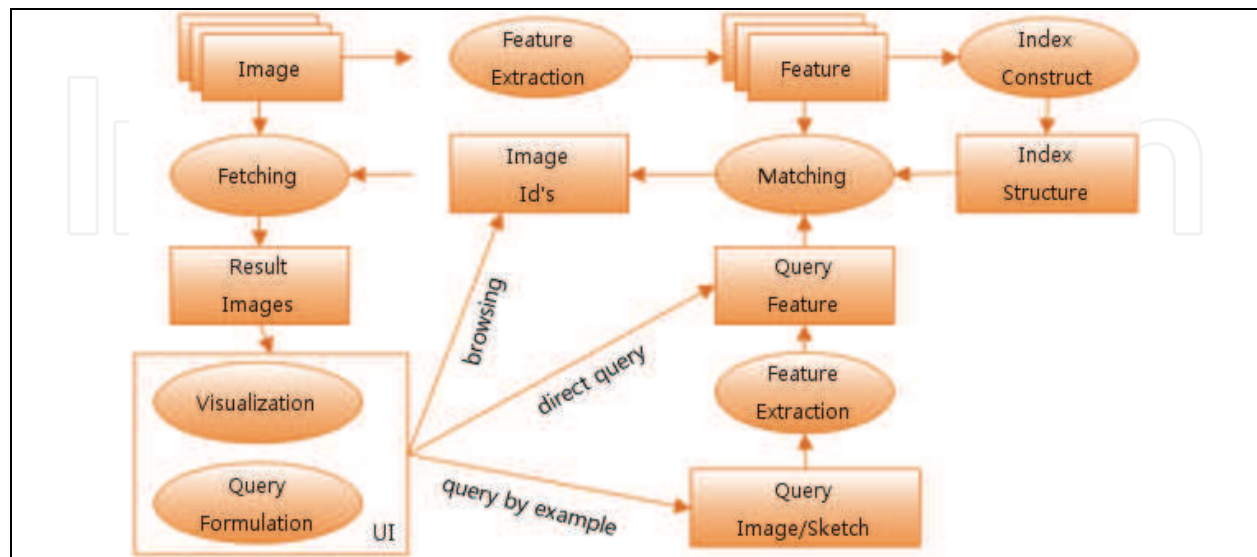 Image
Feature
Extraction
Feature
Index
Construct
Fetching
Image
Id's
Matching
Index
Structure
Result
Images
Query
Feature
browsing
direct query
Visualization
Feature
Extraction
Query
Formulation
UI
query by example
Query
Image/Sketch